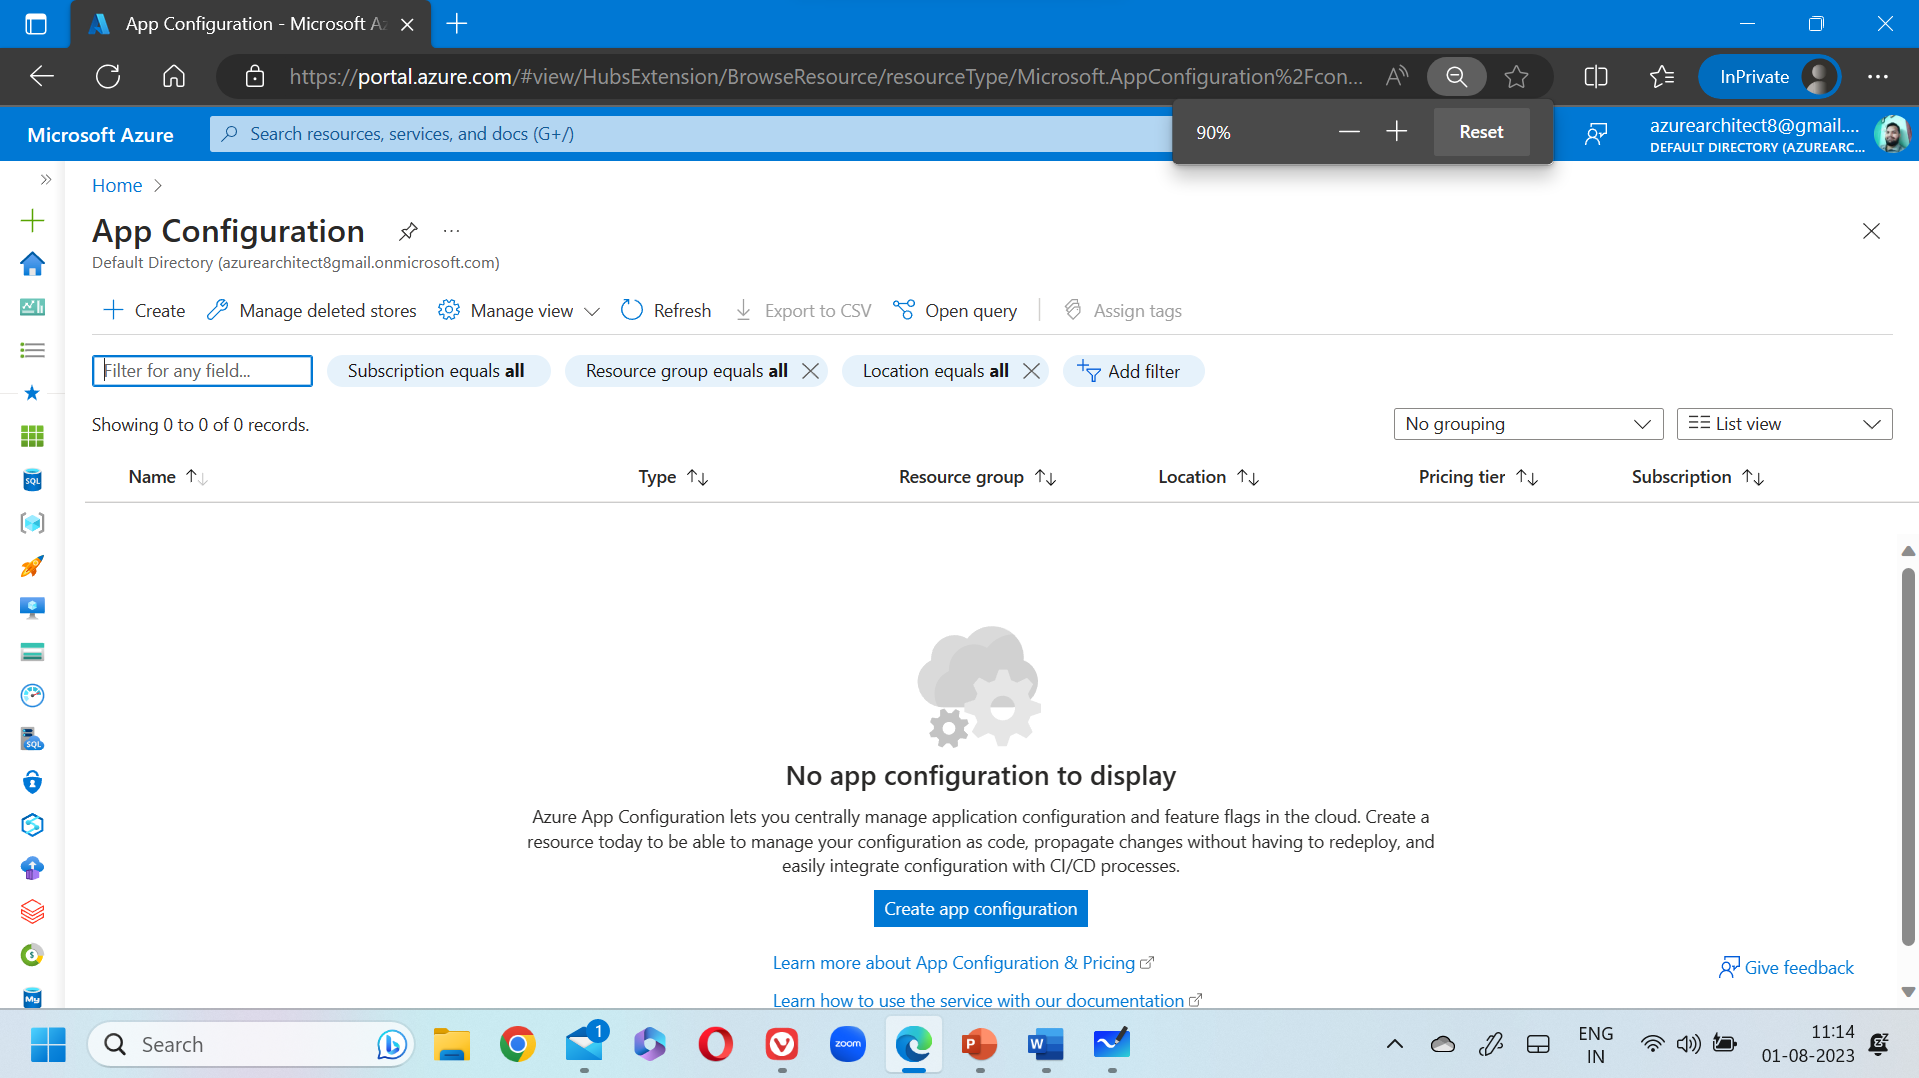 App Configuration - Microsoft Az
https://portal.azure.com/#view/HubsExtension/BrowseResource/resourceType/Microsoft.AppConfiguration%2Fcon...
InPrivate
Microsoft Azure
Search resources, services, and docs (G+/)
90%
Reset
azurearchitect8@gmail....
DEFAULT DIRECTORY (AZUREARC...
Home
App Configuration
Default Directory (azurearchitect8gmail.onmicrosoft.com)
Create Manage deleted stores Manage view Refresh Export to CSV Open query Assign tags
Filter for any field...
Subscription equals all
Resource group equals all
Location equals all
Add filter
Showing 0 to 0 of 0 records.
No grouping
List view
Name Type Resource group Location Pricing tier Subscription
No app configuration to display
Azure App Configuration lets you centrally manage application configuration and feature flags in the cloud. Create a
resource today to be able to manage your configuration as code, propagate changes without having to redeploy, and
easily integrate configuration with CI/CD processes.
Create app configuration
Learn more about App Configuration & Pricing
Give feedback
Learn how to use the service with our documentation
SQL
SQL
My
Search
1
zoom
P
W
ENG
IN
11:14
01-08-2023